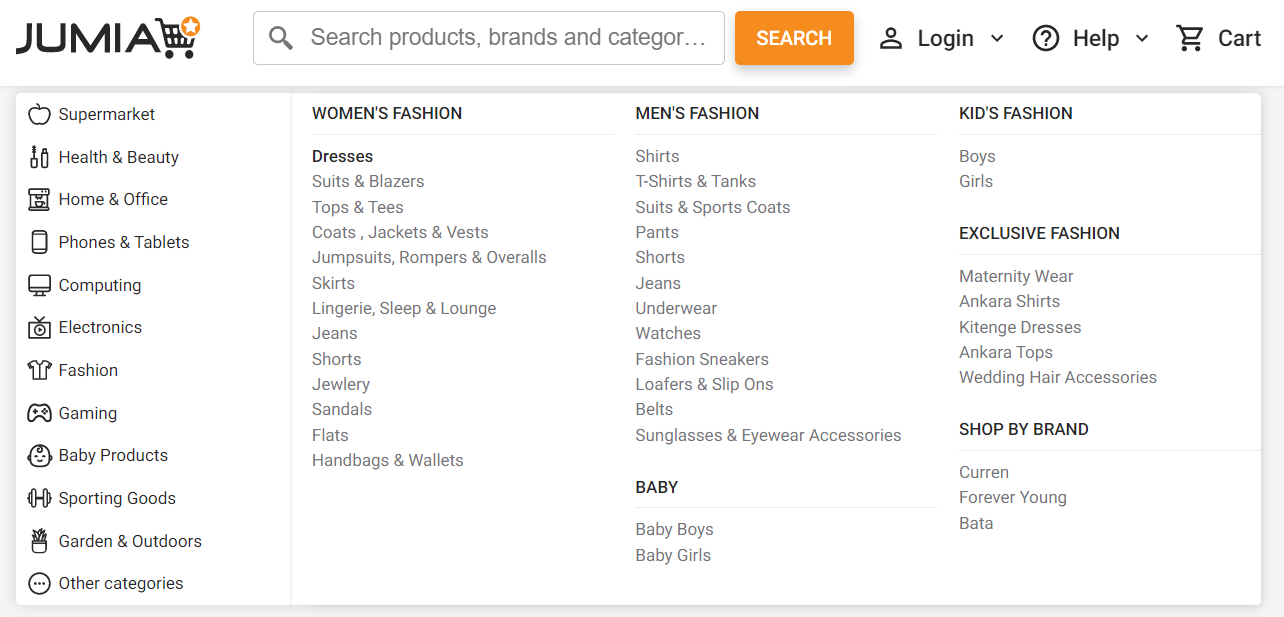 JUMIA
Search products, brands and categor…
SEARCH
Login
Help
Cart
Supermarket
Health & Beauty
Home & Office
Phones & Tablets
Computing
Electronics
Fashion
Gaming
Baby Products
Sporting Goods
Garden & Outdoors
Other categories
WOMEN'S FASHION
Dresses
Suits & Blazers
Tops & Tees
Coats , Jackets & Vests
Jumpsuits, Rompers & Overalls
Skirts
Lingerie, Sleep & Lounge
Jeans
Shorts
Jewlery
Sandals
Flats
Handbags & Wallets
MEN'S FASHION
Shirts
T-Shirts & Tanks
Suits & Sports Coats
Pants
Shorts
Jeans
Underwear
Watches
Fashion Sneakers
Loafers & Slip Ons
Belts
Sunglasses & Eyewear Accessories
BABY
Baby Boys
Baby Girls
KID'S FASHION
Boys
Girls
EXCLUSIVE FASHION
Maternity Wear
Ankara Shirts
Kitenge Dresses
Ankara Tops
Wedding Hair Accessories
SHOP BY BRAND
Curren
Forever Young
Bata